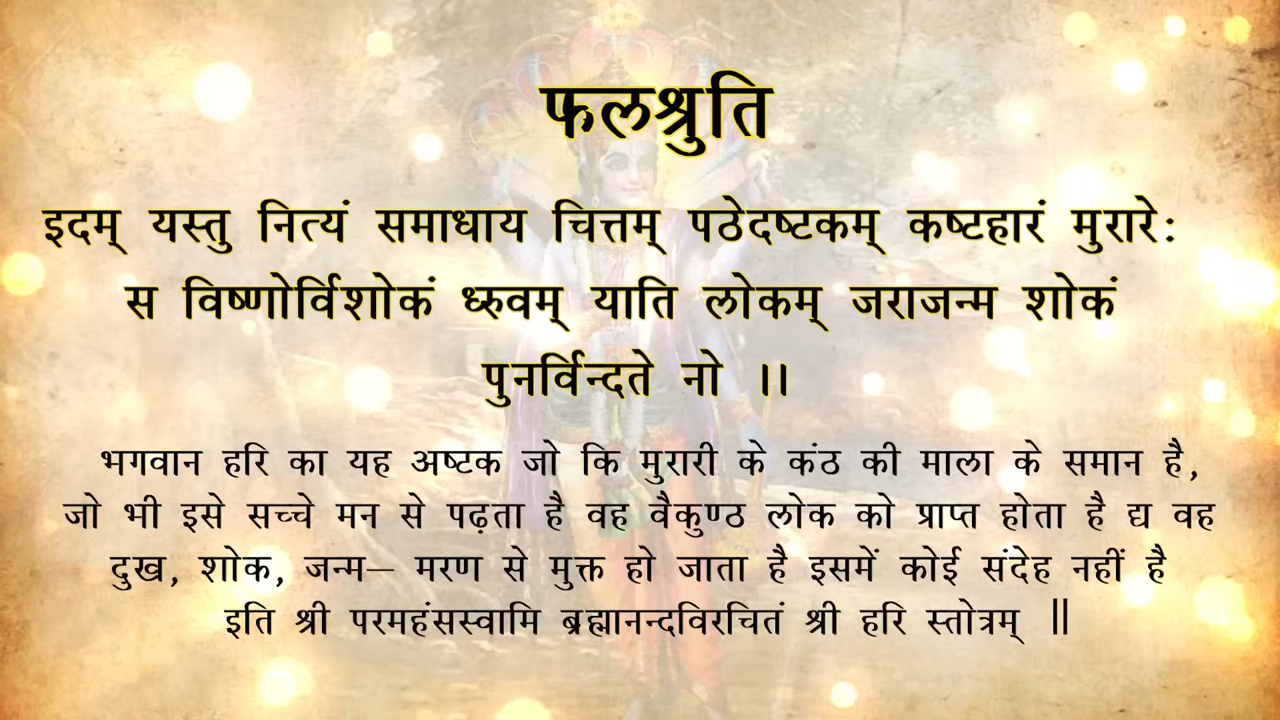 फलश्रुति
इदम् यस्तु नित्यं समाधाय चित्तम् पठेदष्टकम् कष्टहारं मुरारेः
स विष्णोर्विशोकं ध्रुवम् याति लोकम् जराजन्म शोकं
पुनर्विन्दते नो ।।
भगवान हरि का यह अष्टक जो कि मुरारी के कंठ की माला के समान है,
जो भी इसे सच्चे मन से पढ़ता है वह वैकुण्ठ लोक को प्राप्त होता है द्य वह
दुख, शोक, जन्म– मरण से मुक्त हो जाता है इसमें कोई संदेह नहीं है
इति श्री परमहंसस्वामि ब्रह्मानन्दविरचितं श्री हरि स्तोत्रम् ||